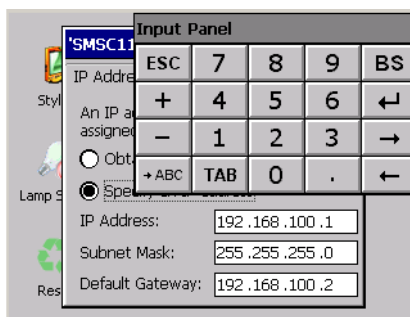 Input Panel
'SMSC11
ESC 7 8 9 BS
IP Addre
+ 4 5 6 ↵
Styl
An IP a
assigned
− 1 2 3 →
Obt
→ABC TAB 0 . ←
Lamp S
IP Address: 192.168.100.1
Subnet Mask: 255.255.255.0
Res
Default Gateway: 192.168.100.2